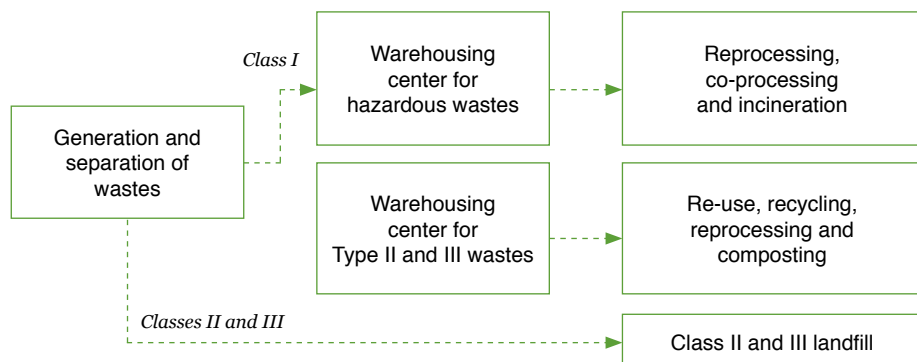 Class I
Warehousing
center for
hazardous wastes
Reprocessing,
co-processing
and incineration
Generation and
separation of
wastes
Warehousing
center for
Type II and III wastes
Re-use, recycling,
reprocessing and
composting
Classes II and III
Class II and III landfill